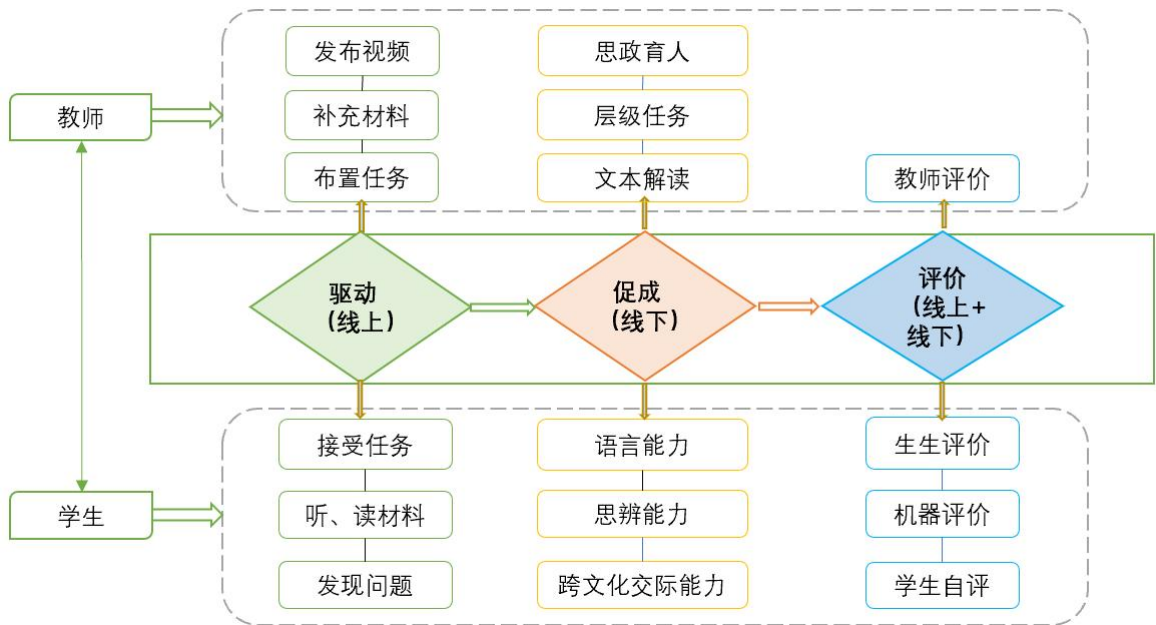 发布视频
思政育人
教师
补充材料
层级任务
布置任务
文本解读
教师评价
驱动
（线上）
促成
（线下）
评价
（线上+
线下）
接受任务
语言能力
生生评价
学生
听、读材料
思辨能力
机器评价
发现问题
跨文化交际能力
学生自评